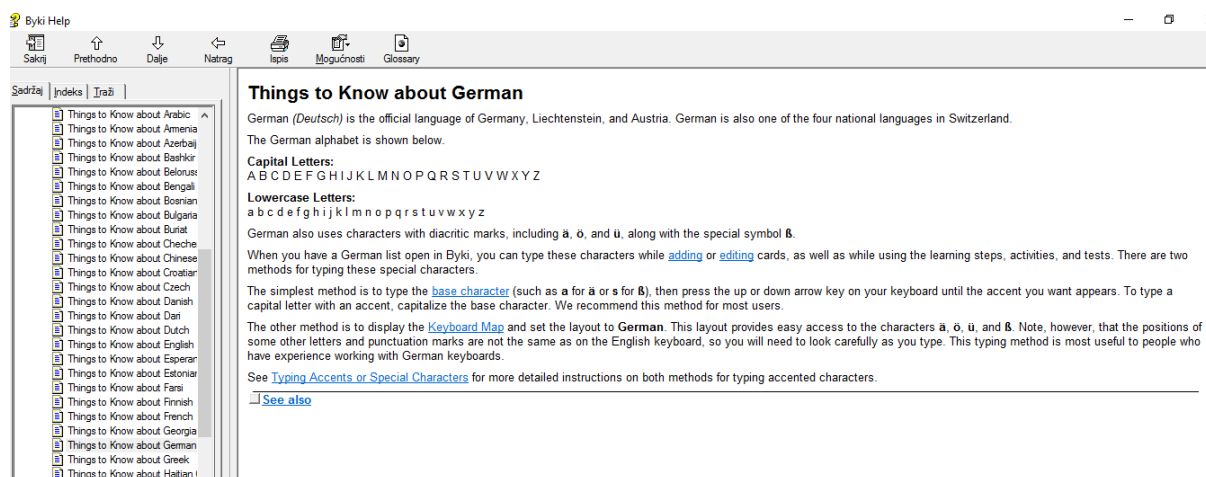 Byki Help
Sakrij Prethodno Dalje Natrag Ispis Mogućnosti Glossary
Sadržaj Indeks Traži
Things to Know about Arabic
Things to Know about Armenia
Things to Know about Azerbaij
Things to Know about Bashkir
Things to Know about Beloruss
Things to Know about Bengali
Things to Know about Bosnian
Things to Know about Bulgaria
Things to Know about Buriat
Things to Know about Cheche
Things to Know about Chinese
Things to Know about Croatian
Things to Know about Czech
Things to Know about Danish
Things to Know about Dari
Things to Know about Dutch
Things to Know about English
Things to Know about Esperan
Things to Know about Estonian
Things to Know about Farsi
Things to Know about Finnish
Things to Know about French
Things to Know about Georgia
Things to Know about German
Things to Know about Greek
Things to Know about Haitian
Things to Know about German
German (Deutsch) is the official language of Germany, Liechtenstein, and Austria. German is also one of the four national languages in Switzerland.
The German alphabet is shown below.
Capital Letters:
A B C D E F G H I J K L M N O P Q R S T U V W X Y Z
Lowercase Letters:
a b c d e f g h i j k l m n o p q r s t u v w x y z
German also uses characters with diacritic marks, including ä, ö, and ü, along with the special symbol ß.
When you have a German list open in Byki, you can type these characters while adding or editing cards, as well as while using the learning steps, activities, and tests. There are two
methods for typing these special characters.
The simplest method is to type the base character (such as a for ä or s for ß), then press the up or down arrow key on your keyboard until the accent you want appears. To type a
capital letter with an accent, capitalize the base character. We recommend this method for most users.
The other method is to display the Keyboard Map and set the layout to German. This layout provides easy access to the characters ä, ö, ü, and ß. Note, however, that the positions of
some other letters and punctuation marks are not the same as on the English keyboard, so you will need to look carefully as you type. This typing method is most useful to people who
have experience working with German keyboards.
See Typing Accents or Special Characters for more detailed instructions on both methods for typing accented characters.
See also